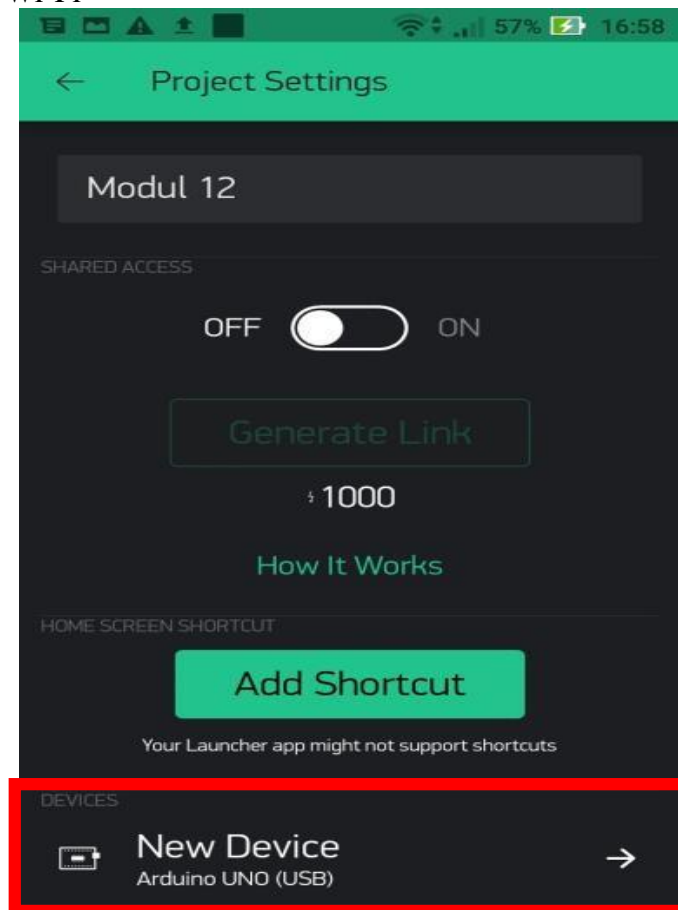 57% 16:58
Project Settings
Modul 12
SHARED ACCESS
OFF ON
Generate Link
1000
How It Works
HOME SCREEN SHORTCUT
Add Shortcut
Your Launcher app might not support shortcuts
DEVICES
New Device
Arduino UNO (USB)